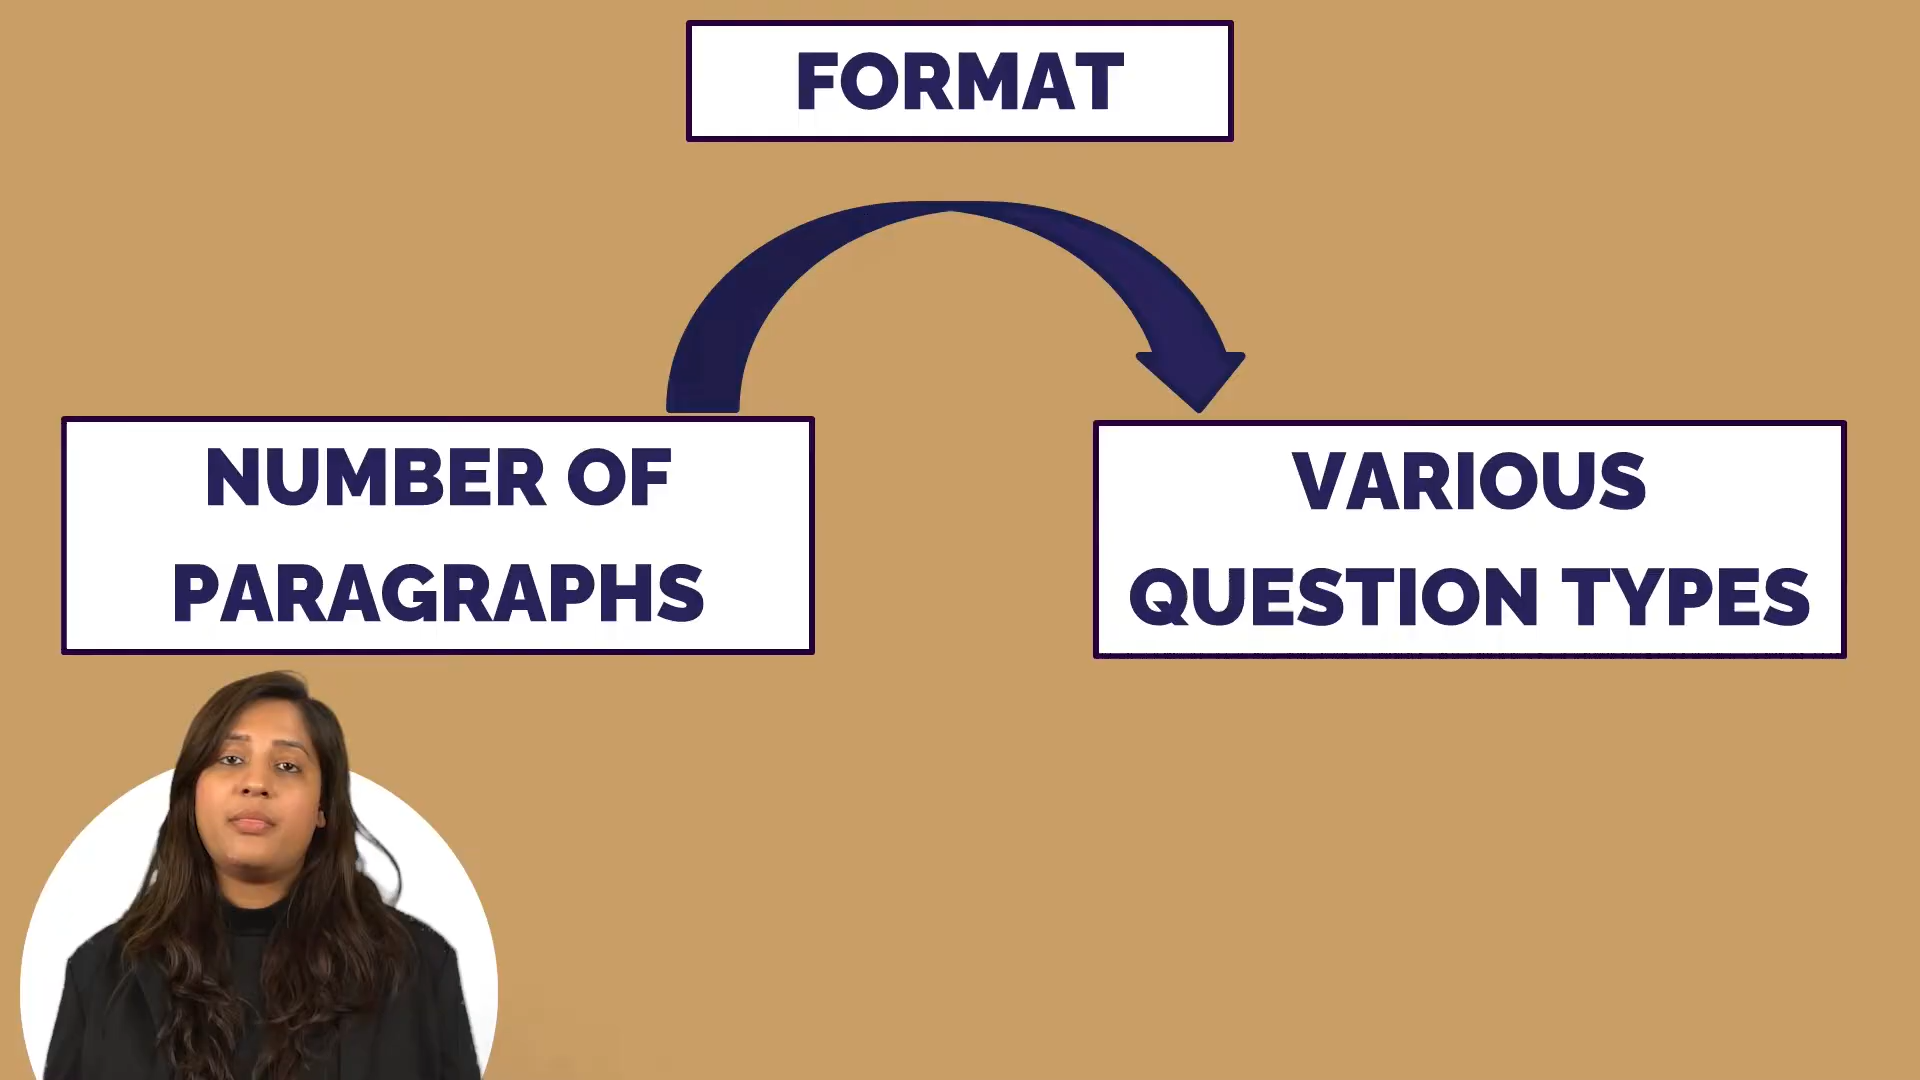 FORMAT
NUMBER OF
PARAGRAPHS
VARIOUS
QUESTION TYPES